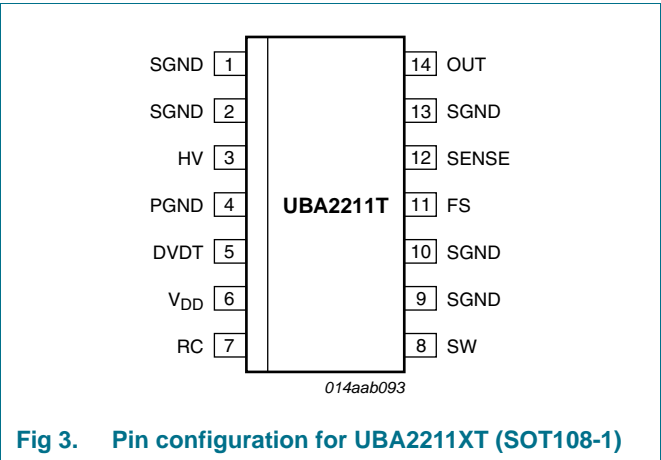 SGND 1 14 OUT
SGND 2 13 SGND
HV 3 12 SENSE
PGND 4 UBA2211T 11 FS
DVDT 5 10 SGND
VDD 6 9 SGND
RC 7 8 SW
014aab093
Fig 3. Pin configuration for UBA2211XT (SOT108-1)